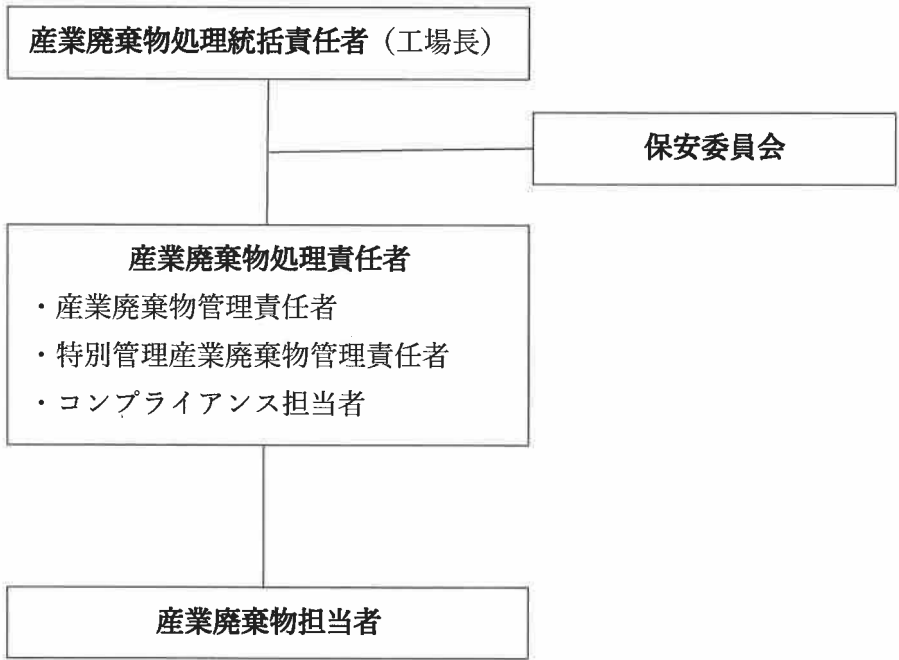 産業廃棄物処理統括責任者（工場長）
保安委員会
産業廃棄物処理責任者
・産業廃棄物管理責任者
・特別管理産業廃棄物管理責任者
・コンプライアンス担当者
産業廃棄物担当者